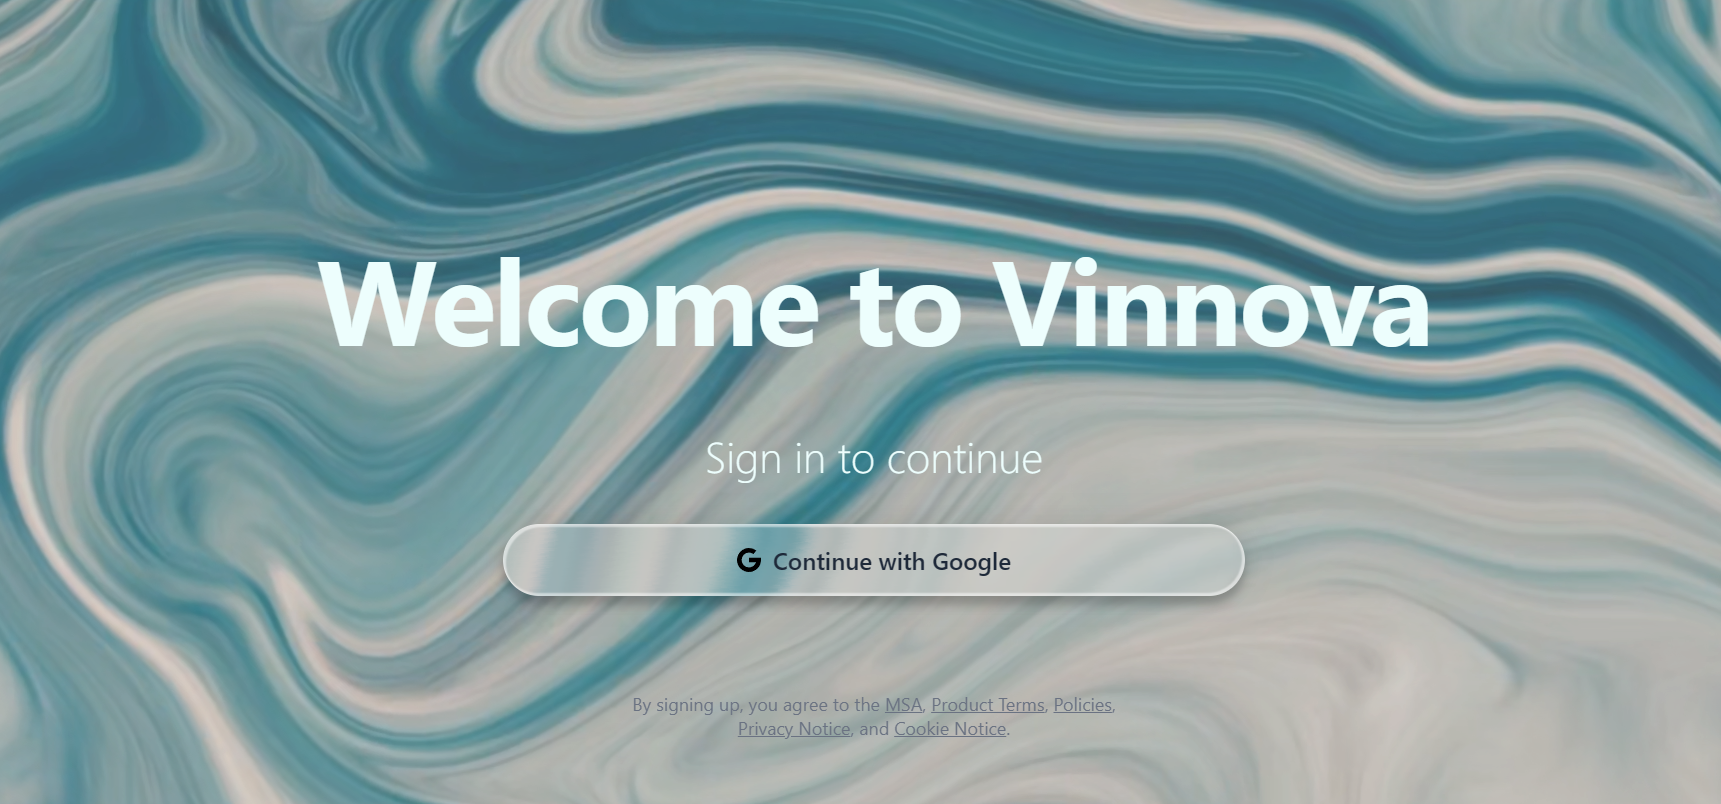 Welcome to Vinnova
Sign in to continue
Continue with Google
By signing up, you agree to the MSA, Product Terms, Policies,
Privacy Notice, and Cookie Notice.